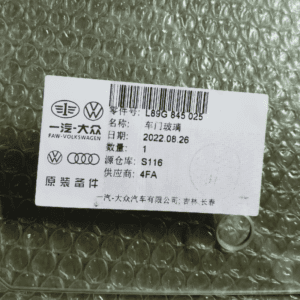 零件号: L89G 845 025
一汽-大众
FAW-VOLKSWAGEN
名称: 车门玻璃
日期: 2022.08.26
数量: 1
源仓库: S116
供应商: 4FA
原装备件
一汽-大众汽车有限公司; 吉林.长春